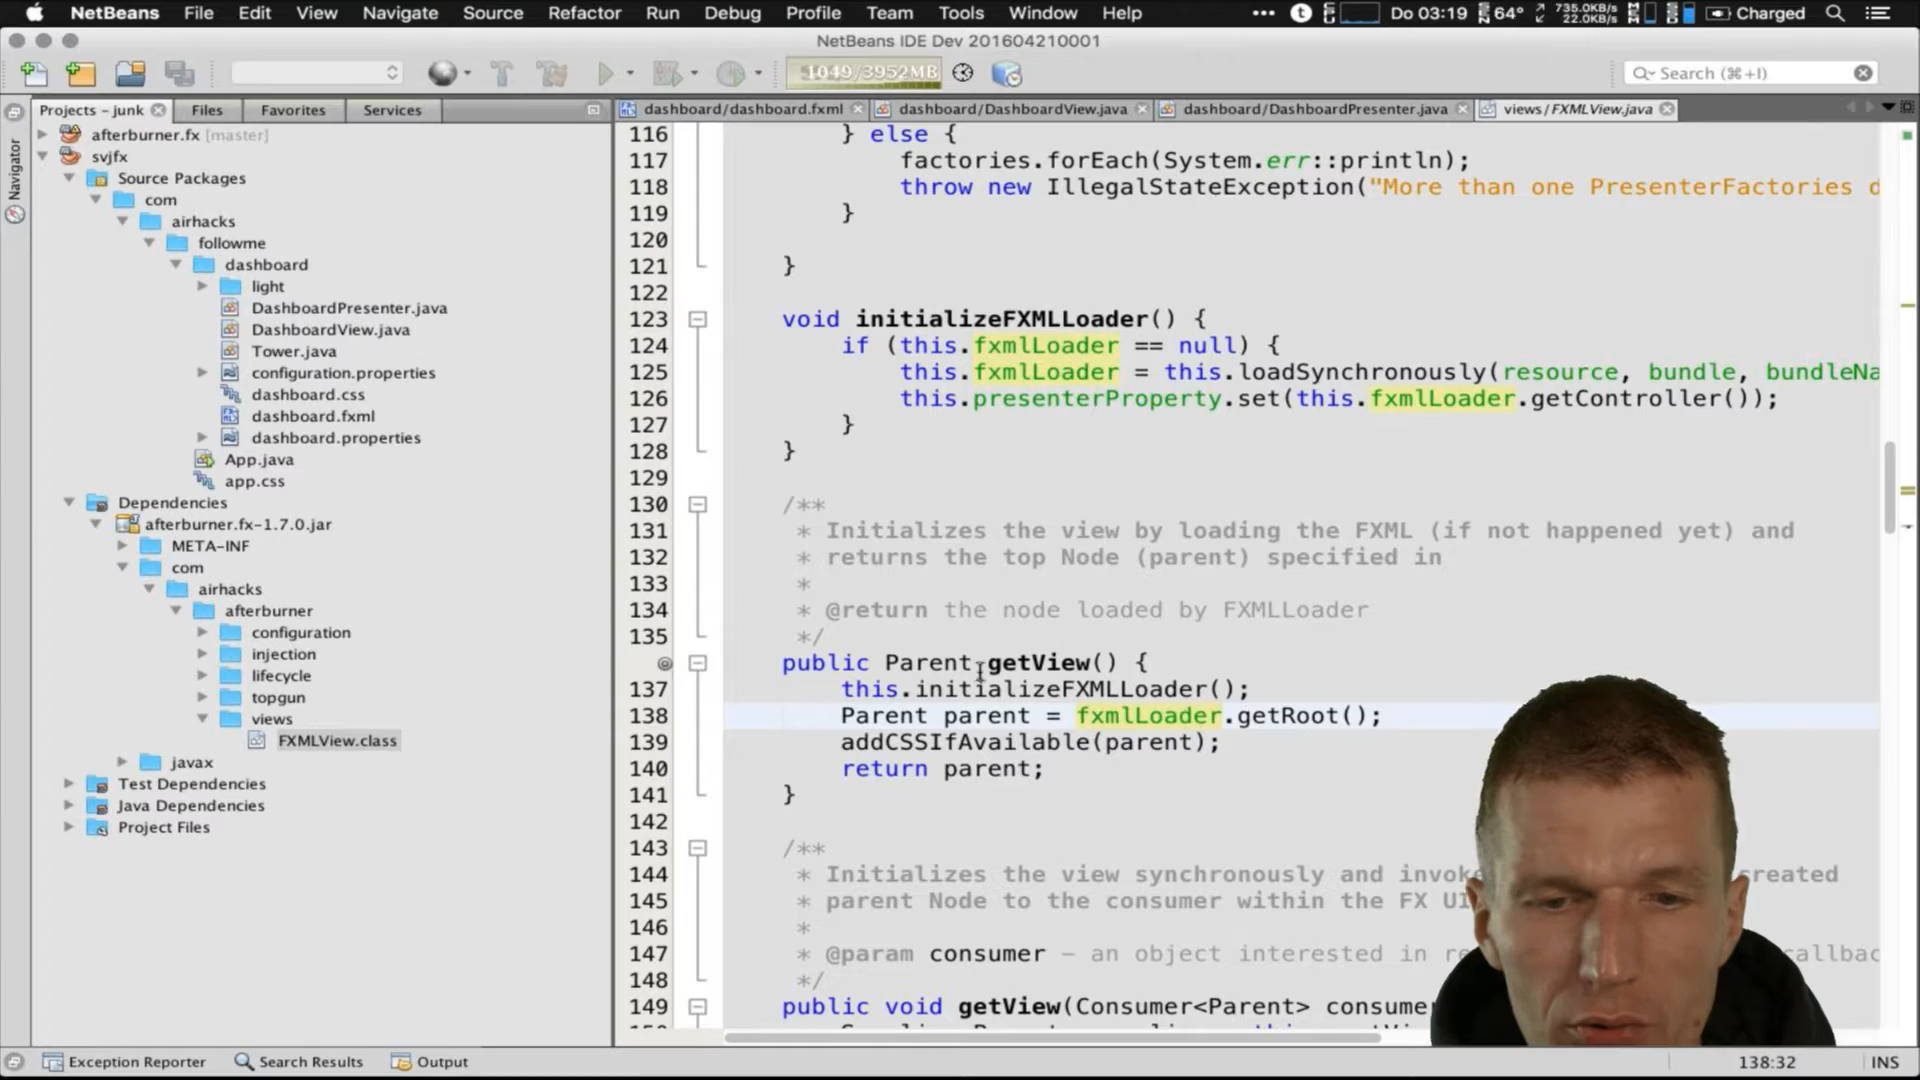 NetBeans File Edit View Navigate Source Refactor Run Debug Profile Team Tools Window Help ••• t Do 03:19 64° 735.0KB/s 22.0KB/s Charged
NetBeans IDE Dev 201604210001
1049/3952MB
Search (⌘+I)
Projects – junk Files Favorites Services
dashboard/dashboard.fxml dashboard/DashboardView.java dashboard/DashboardPresenter.java views/FXMLView.java
Navigator
afterburner.fx [master]
svjfx
Source Packages
com
airhacks
followme
dashboard
light
DashboardPresenter.java
DashboardView.java
Tower.java
configuration.properties
dashboard.css
dashboard.fxml
dashboard.properties
App.java
app.css
Dependencies
afterburner.fx-1.7.0.jar
META-INF
com
airhacks
afterburner
configuration
injection
lifecycle
topgun
views
FXMLView.class
javax
Test Dependencies
Java Dependencies
Project Files
116 } else {
117 factories.forEach(System.err::println);
118 throw new IllegalStateException("More than one PresenterFactories d
119 }
120
121 }
122
123 void initializeFXMLLoader() {
124 if (this.fxmlLoader == null) {
125 this.fxmlLoader = this.loadSynchronously(resource, bundle, bundleNa
126 this.presenterProperty.set(this.fxmlLoader.getController());
127 }
128 }
129
130 /**
131 * Initializes the view by loading the FXML (if not happened yet) and
132 * returns the top Node (parent) specified in
133 *
134 * @return the node loaded by FXMLLoader
135 */
public Parent getView() {
137 this.initializeFXMLLoader();
138 Parent parent = fxmlLoader.getRoot();
139 addCSSIfAvailable(parent);
140 return parent;
141 }
142
143 /**
144 * Initializes the view synchronously and invoke created
145 * parent Node to the consumer within the FX UI
146 *
147 * @param consumer – an object interested in re callbac
148 */
149 public void getView(Consumer<Parent> consumer
Exception Reporter Search Results Output
138:32 INS